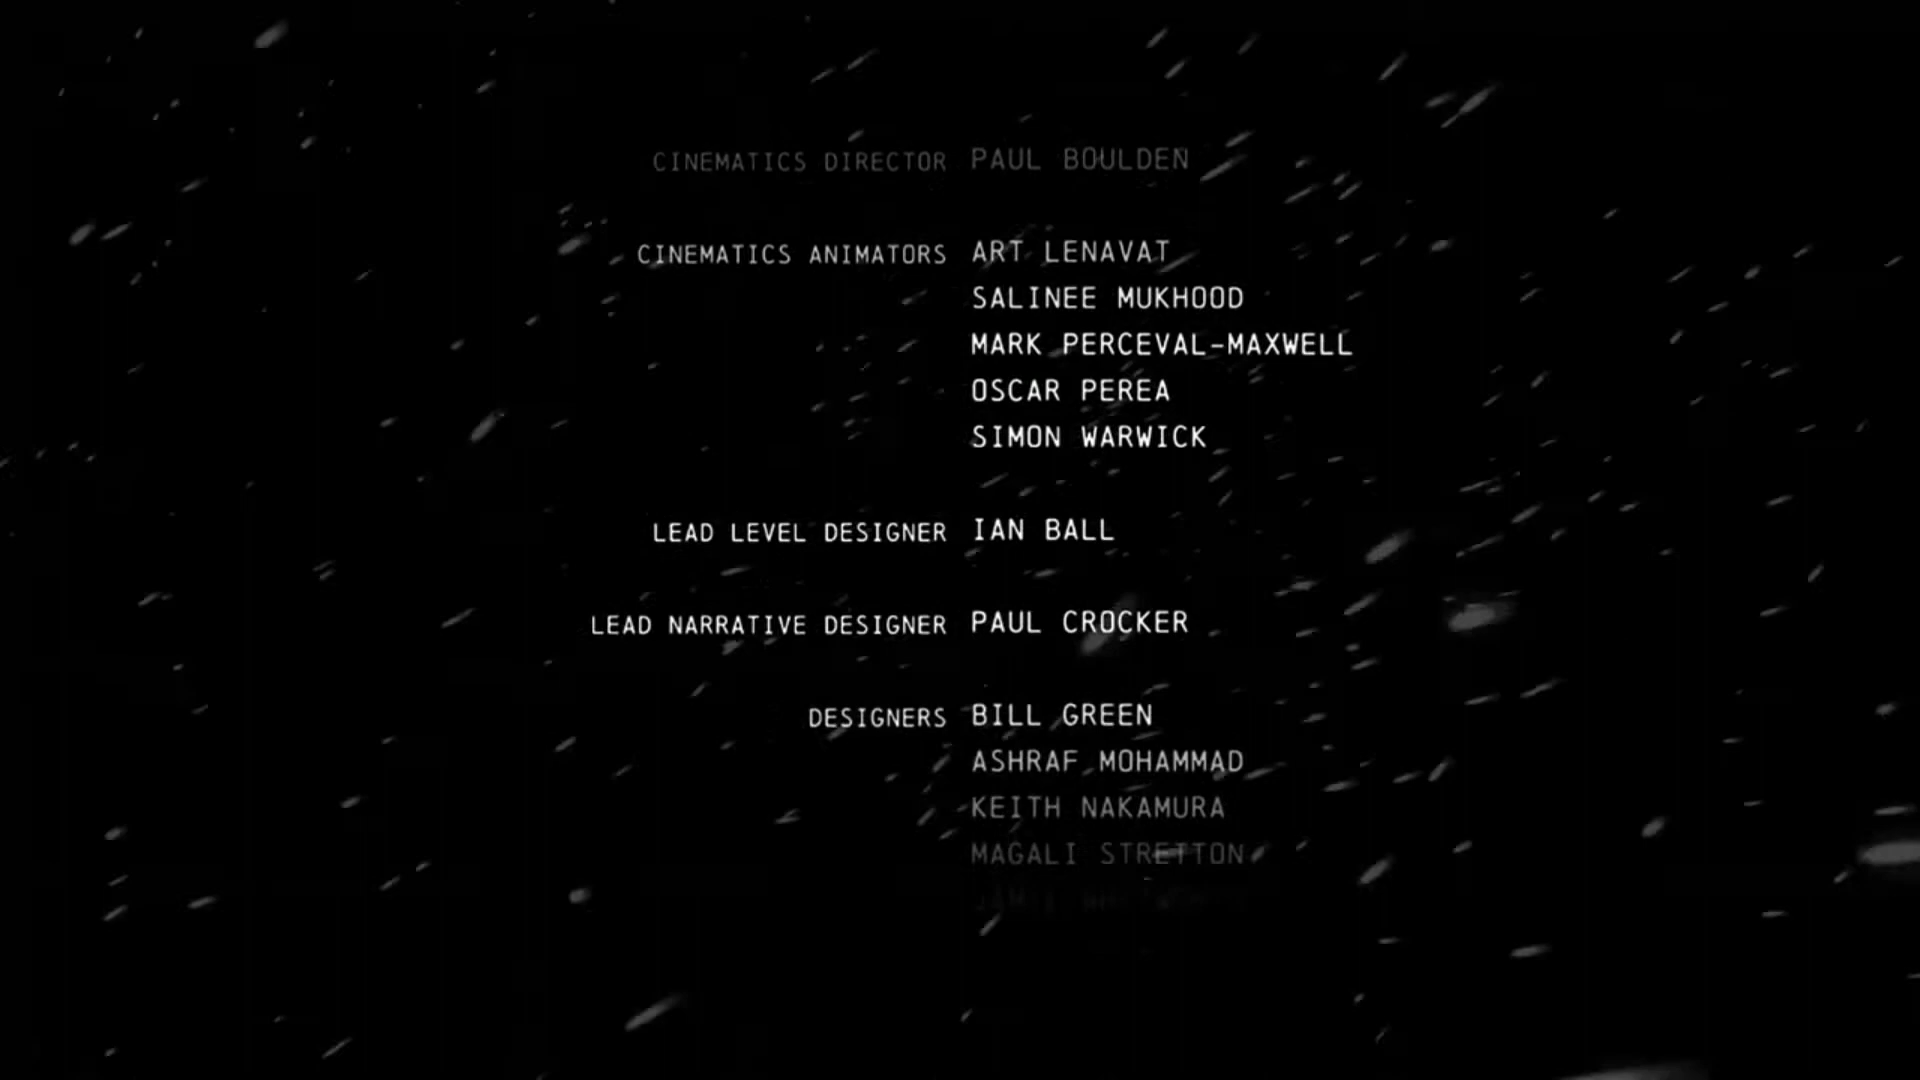 CINEMATICS DIRECTOR PAUL BOULDEN
CINEMATICS ANIMATORS ART LENAVAT
SALINEE MUKHOOD
MARK PERCEVAL-MAXWELL
OSCAR PEREA
SIMON WARWICK
LEAD LEVEL DESIGNER IAN BALL
LEAD NARRATIVE DESIGNER PAUL CROCKER
DESIGNERS BILL GREEN
ASHRAF MOHAMMAD
KEITH NAKAMURA
MAGALI STRETTON